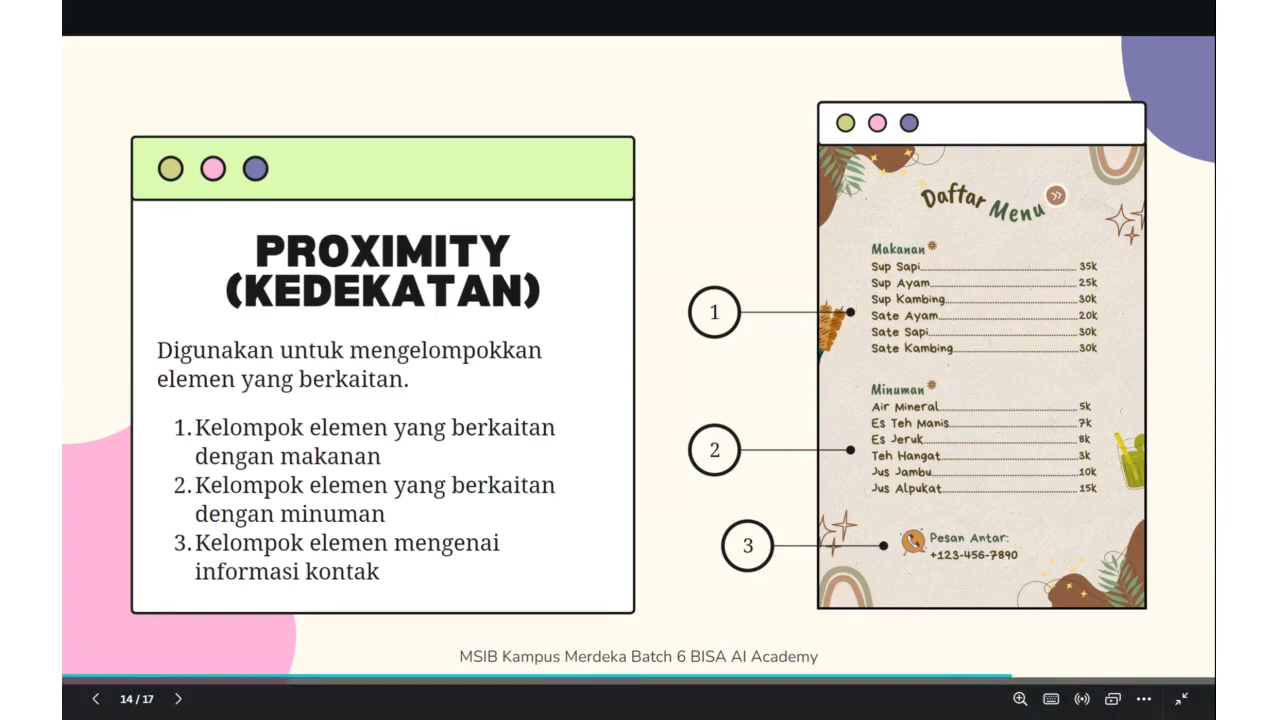 PROXIMITY
(KEDEKATAN)
Digunakan untuk mengelompokkan
elemen yang berkaitan.
1. Kelompok elemen yang berkaitan
dengan makanan
2. Kelompok elemen yang berkaitan
dengan minuman
3. Kelompok elemen mengenai
informasi kontak
1
2
3
Daftar Menu
Makanan
Sup Sapi 35k
Sup Ayam 25k
Sup Kambing 30k
Sate Ayam 20k
Sate Sapi 30k
Sate Kambing 30k
Minuman
Air Mineral 5k
Es Teh Manis 7k
Es Jeruk 8k
Teh Hangat 3k
Jus Jambu 10k
Jus Alpukat 15k
Pesan Antar:
+123-456-7890
MSIB Kampus Merdeka Batch 6 BISA AI Academy
14 / 17